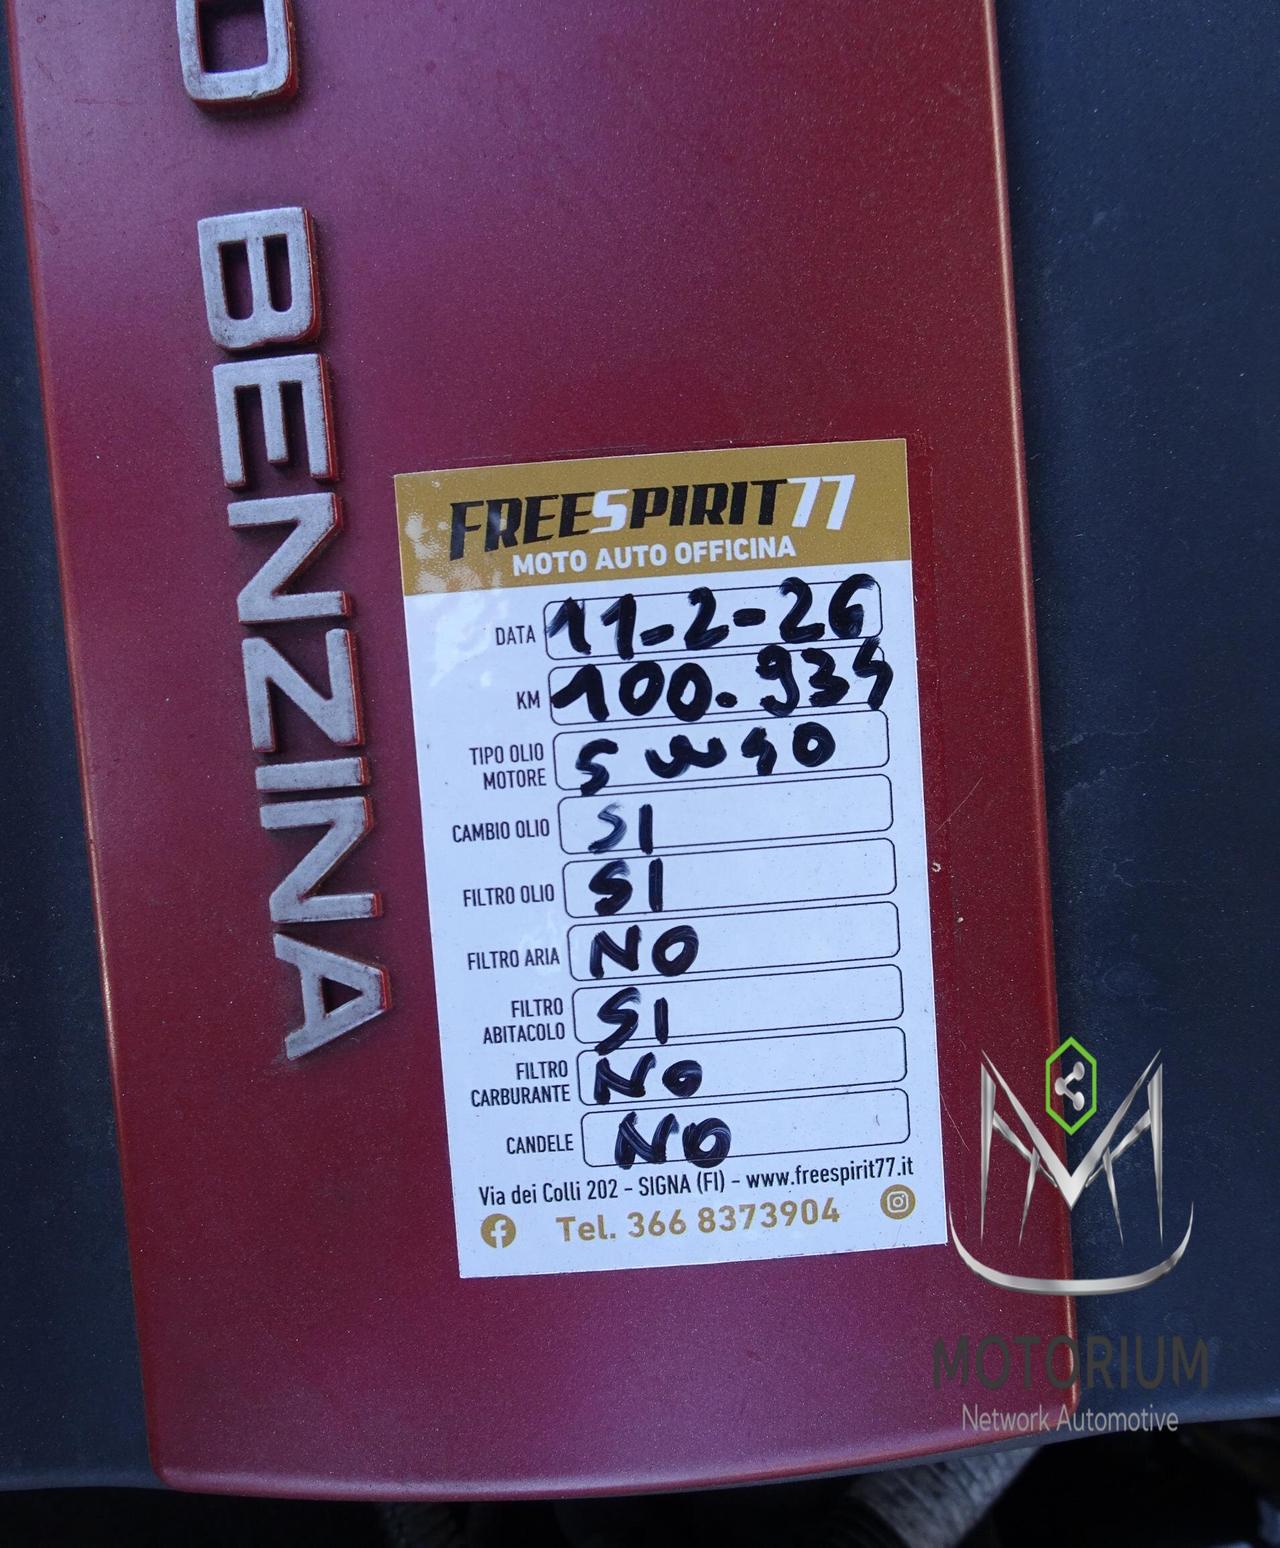 O BENZINA
FREESPIRIT77
MOTO AUTO OFFICINA
DATA 11-2-26
KM 100.934
TIPO OLIO
MOTORE 5W40
CAMBIO OLIO SI
FILTRO OLIO SI
FILTRO ARIA NO
FILTRO
ABITACOLO SI
FILTRO
CARBURANTE NO
CANDELE NO
Via dei Colli 202 - SIGNA (FI) - www.freespirit77.it
Tel. 366 8373904
MOTORIUM
Network Automotive